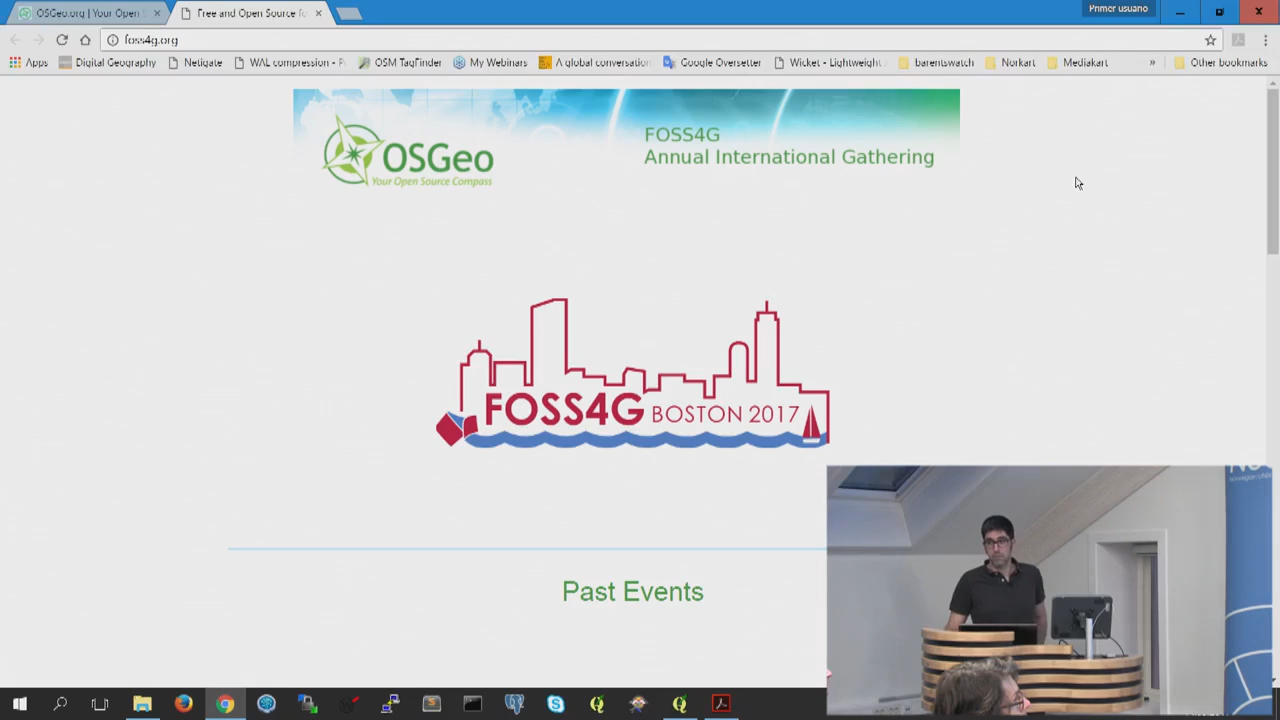 OSGeo.org | Your Open S
Free and Open Source fo
Primer usuario
foss4g.org
Apps
Digital Geography
Netigate
WAL compression - P
OSM TagFinder
My Webinars
A global conversation
Google Oversetter
Wicket - Lightweight
barentswatch
Norkart
Mediakart
»
Other bookmarks
OSGeo
Your Open Source Compass
FOSS4G
Annual International Gathering
FOSS4G BOSTON 2017
Past Events